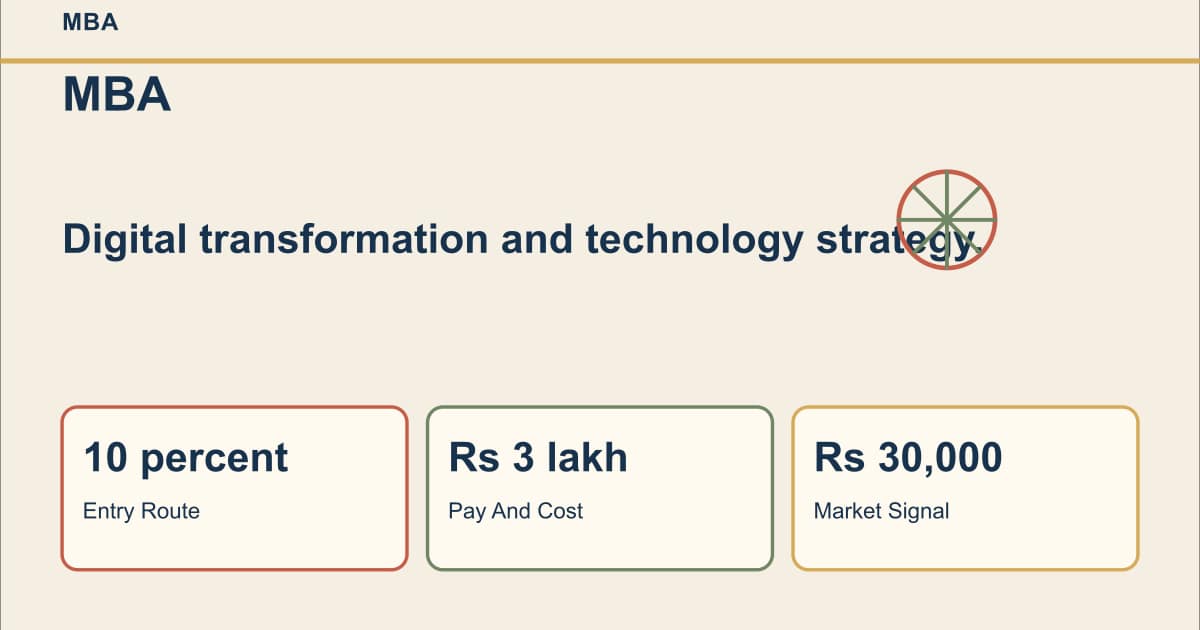 MBA
MBA
Digital transformation and technology strategy.
10 percent
Entry Route
Rs 3 lakh
Pay And Cost
Rs 30,000
Market Signal